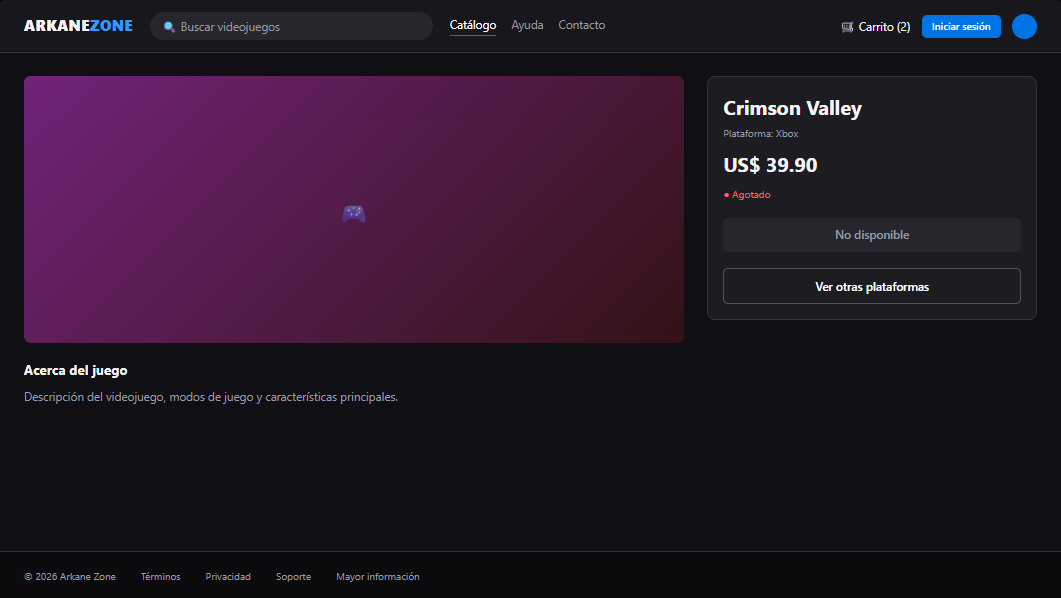 ARKANEZONE
Buscar videojuegos
Catálogo
Ayuda
Contacto
Carrito (2)
Iniciar sesión
Crimson Valley
Plataforma: Xbox
US$ 39.90
● Agotado
No disponible
Ver otras plataformas
Acerca del juego
Descripción del videojuego, modos de juego y características principales.
© 2026 Arkane Zone
Términos
Privacidad
Soporte
Mayor información